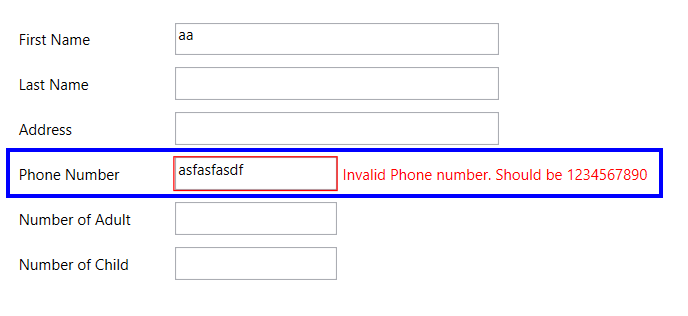 First Name aa
Last Name
Address
Phone Number asfasfasdf Invalid Phone number. Should be 1234567890
Number of Adult
Number of Child